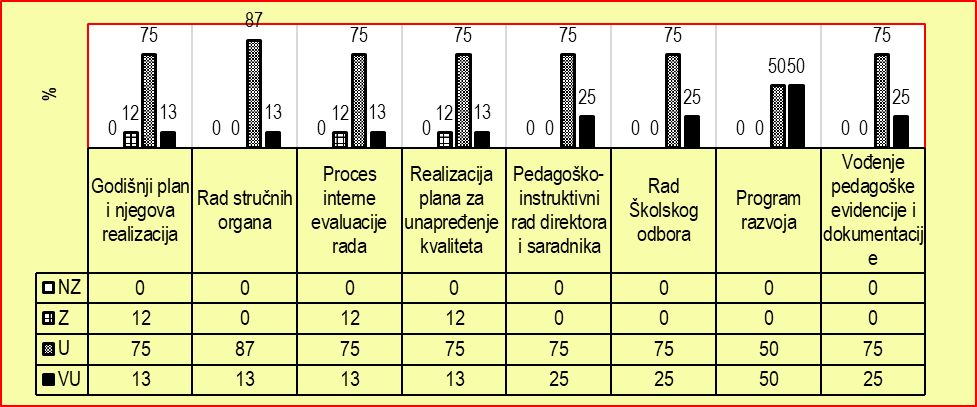 87
75 75 75 75 75 75
50 50
% 25 25 25
12 13 13 12 13 12 13
0 0 0 0 0 0 0 0 0 0 0 0
Godišnji plan
i njegova
realizacija
Rad stručnih
organa
Proces
interne
evaluacije
rada
Realizacija
plana za
unapređenje
kvaliteta
Pedagoško-
instruktivni
rad direktora
i saradnika
Rad
Školskog
odbora
Program
razvoja
Vođenje
pedagoške
evidencije i
dokumentacij
e
NZ 0 0 0 0 0 0 0 0
Z 12 0 12 12 0 0 0 0
U 75 87 75 75 75 75 50 75
VU 13 13 13 13 25 25 50 25